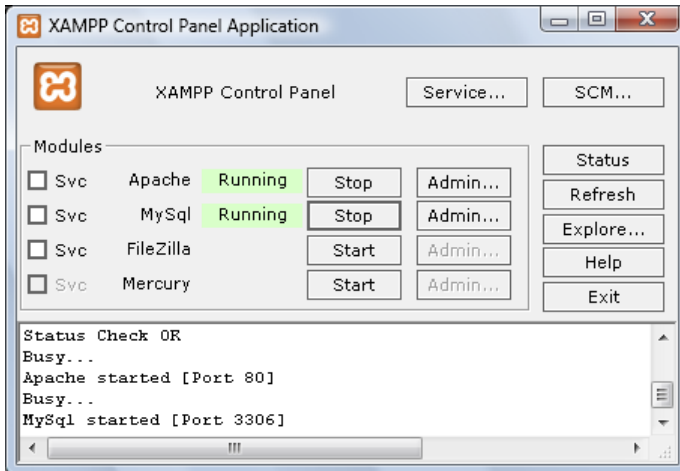 XAMPP Control Panel Application
XAMPP Control Panel Service... SCM...
Modules
Svc Apache Running Stop Admin...
Svc MySql Running Stop Admin...
Svc FileZilla Start Admin...
Svc Mercury Start Admin...
Status
Refresh
Explore...
Help
Exit
Status Check OK
Busy...
Apache started [Port 80]
Busy...
MySql started [Port 3306]